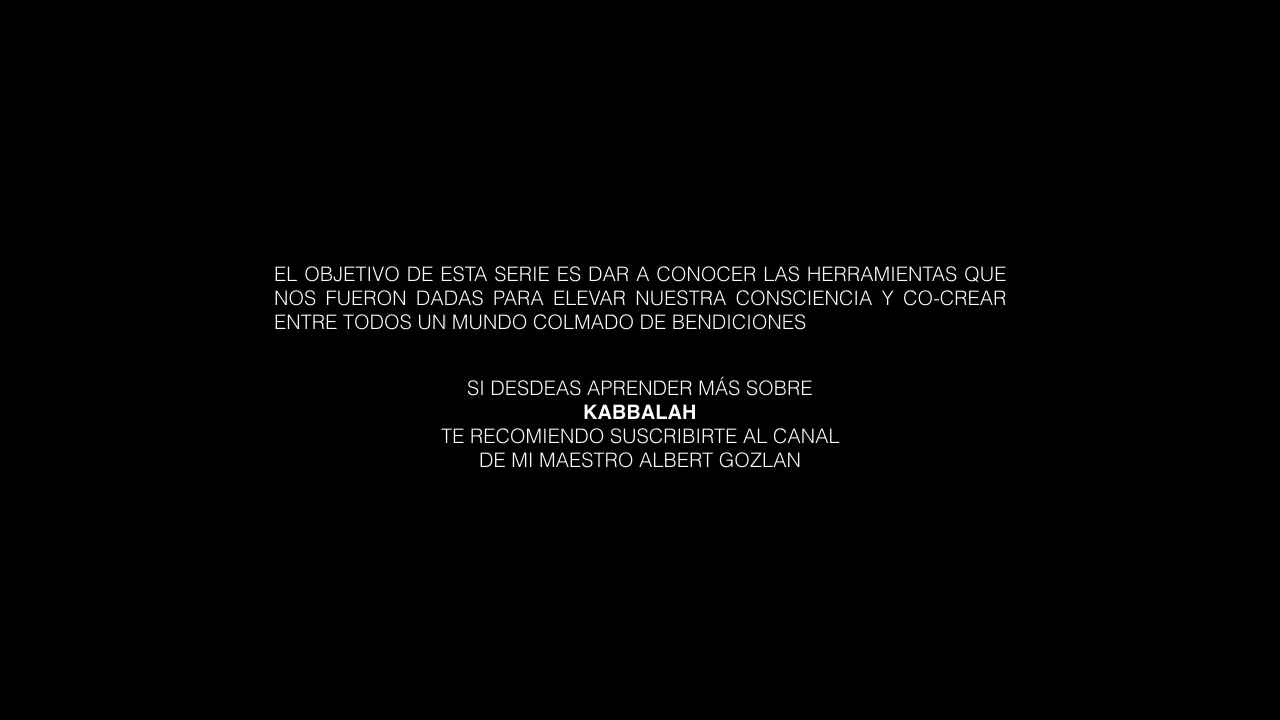 EL OBJETIVO DE ESTA SERIE ES DAR A CONOCER LAS HERRAMIENTAS QUE
NOS FUERON DADAS PARA ELEVAR NUESTRA CONSCIENCIA Y CO-CREAR
ENTRE TODOS UN MUNDO COLMADO DE BENDICIONES
SI DESDEAS APRENDER MÁS SOBRE
KABBALAH
TE RECOMIENDO SUSCRIBIRTE AL CANAL
DE MI MAESTRO ALBERT GOZLAN